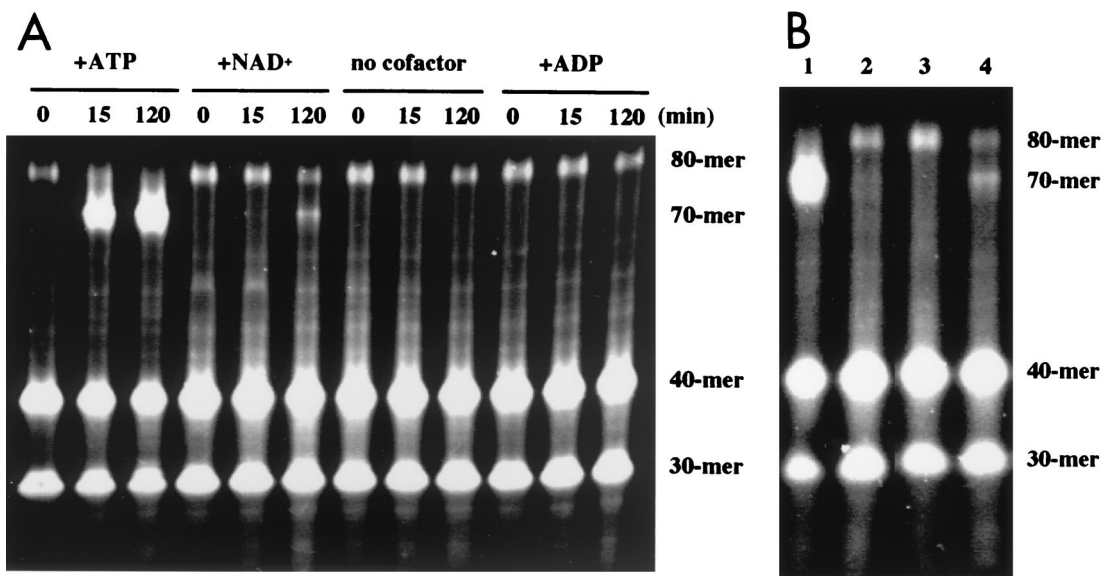 A
+ATP +NAD+ no cofactor +ADP
0 15 120 0 15 120 0 15 120 0 15 120 (min)
80-mer
70-mer
40-mer
30-mer
B
1 2 3 4
80-mer
70-mer
40-mer
30-mer